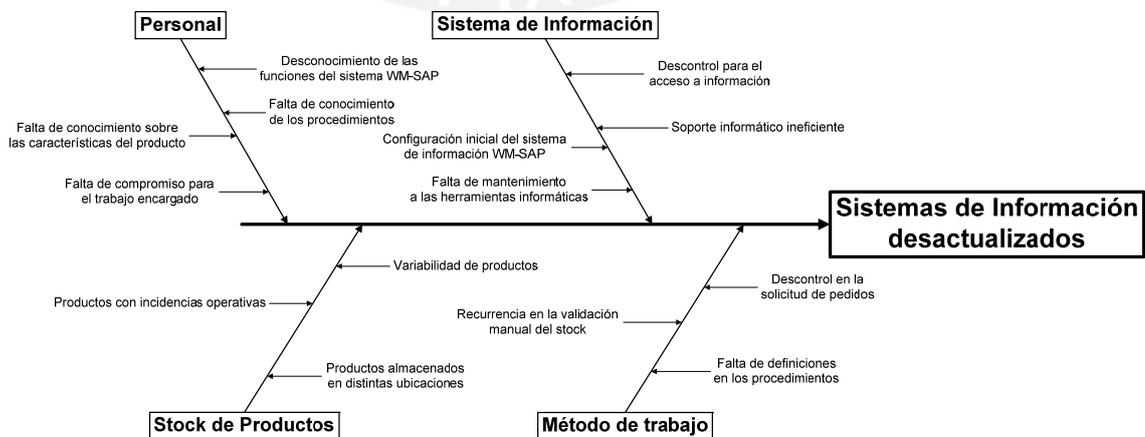 Personal
Sistema de Información
Desconocimiento de las
funciones del sistema WM-SAP
Falta de conocimiento
de los procedimientos
Falta de conocimiento sobre
las características del producto
Falta de compromiso para
el trabajo encargado
Descontrol para el
acceso a información
Soporte informático ineficiente
Configuración inicial del sistema
de información WM-SAP
Falta de mantenimiento
a las herramientas informáticas
Sistemas de Información
desactualizados
Variabilidad de productos
Productos con incidencias operativas
Productos almacenados
en distintas ubicaciones
Descontrol en la
solicitud de pedidos
Recurrencia en la validación
manual del stock
Falta de definiciones
en los procedimientos
Stock de Productos
Método de trabajo